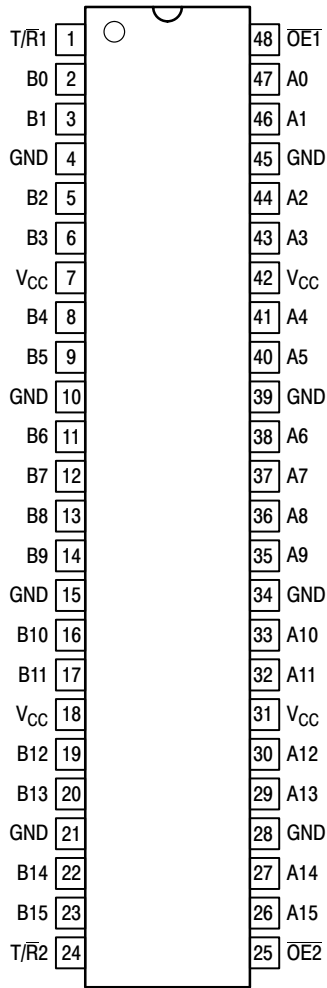 T/R̅1 1 48 O̅E̅1̅
B0 2 47 A0
B1 3 46 A1
GND 4 45 GND
B2 5 44 A2
B3 6 43 A3
VCC 7 42 VCC
B4 8 41 A4
B5 9 40 A5
GND 10 39 GND
B6 11 38 A6
B7 12 37 A7
B8 13 36 A8
B9 14 35 A9
GND 15 34 GND
B10 16 33 A10
B11 17 32 A11
VCC 18 31 VCC
B12 19 30 A12
B13 20 29 A13
GND 21 28 GND
B14 22 27 A14
B15 23 26 A15
T/R̅2 24 25 O̅E̅2̅